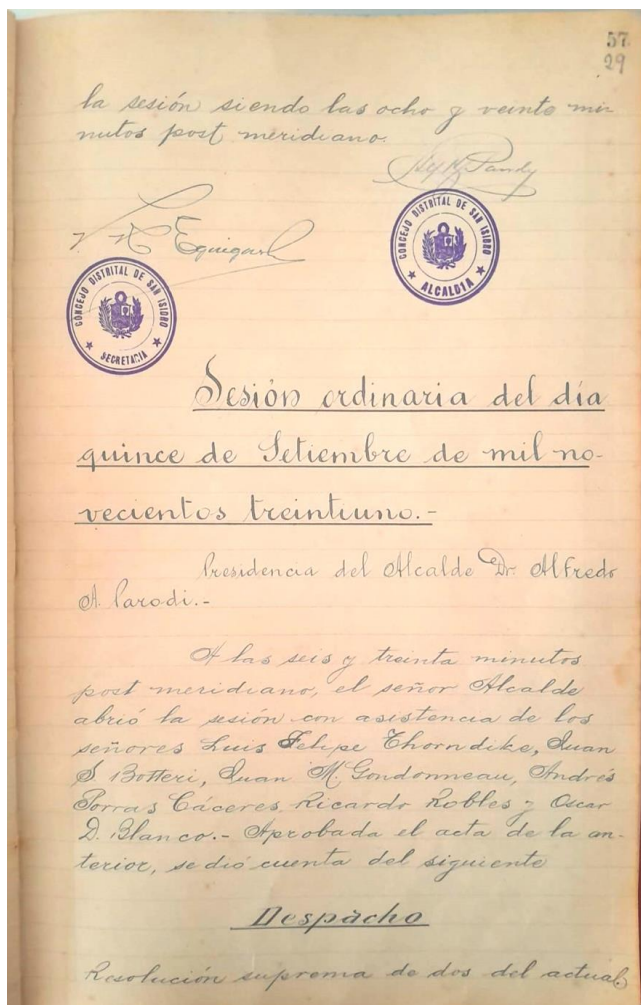 57
29
la sesión siendo las ocho y veinte mi-
nutos post meridiano.
CONCEJO DISTRITAL DE SAN ISIDRO
ALCALDIA
CONCEJO DISTRITAL DE SAN ISIDRO
SECRETARIA
Sesión ordinaria del día
quince de Setiembre de mil no-
vecientos treintiuno.-
Presidencia del Alcalde Dr. Alfredo
A. Parodi.-
A las seis y treinta minutos
post meridiano, el señor Alcalde
abrió la sesión con asistencia de los
señores Luis Felipe Thorndike, Juan
S Botteri, Juan M. Gondonneau, Andrés
Porras Cáceres, Ricardo Robles y Oscar
D. Blanco.- Aprobada el acta de la an-
terior, se dió cuenta del siguiente
Despacho
Resolución suprema de dos del actual,